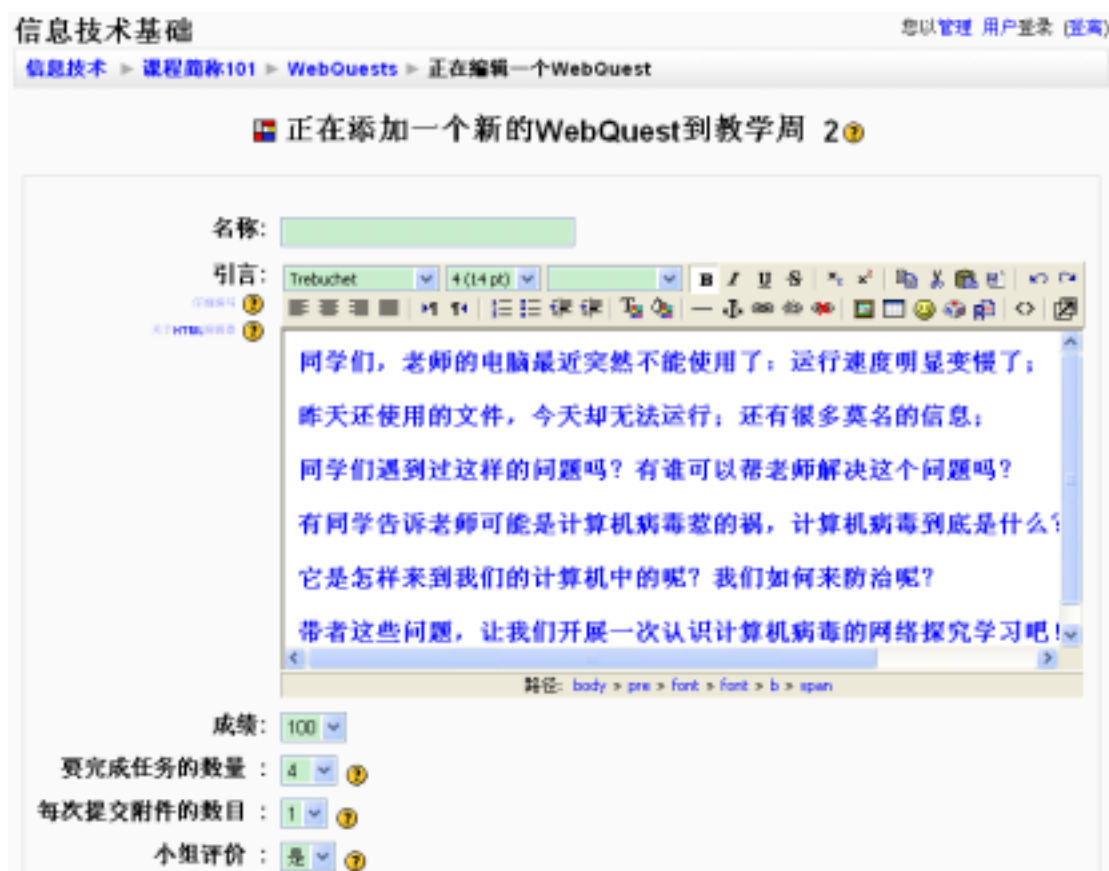 信息技术基础
您以管理 用户登录 (登离)
信息技术 ► 课程简称101 ► WebQuests ► 正在编辑一个WebQuest
正在添加一个新的WebQuest到教学周 2
名称:
引言:
Trebuchet 4 (14 pt)
B I U S
HTML
同学们，老师的电脑最近突然不能使用了；运行速度明显变慢了；
昨天还使用的文件，今天却无法运行；还有很多莫名的信息；
同学们遇到过这样的问题吗？有谁可以帮老师解决这个问题吗？
有同学告诉老师可能是计算机病毒惹的祸，计算机病毒到底是什么？
它是怎样来到我们的计算机中的呢？我们如何来防治呢？
带者这些问题，让我们开展一次认识计算机病毒的网络探究学习吧！
路径: body » pre » font » font » b » span
成绩: 100
要完成任务的数量 : 4
每次提交附件的数目 : 1
小组评价 : 是